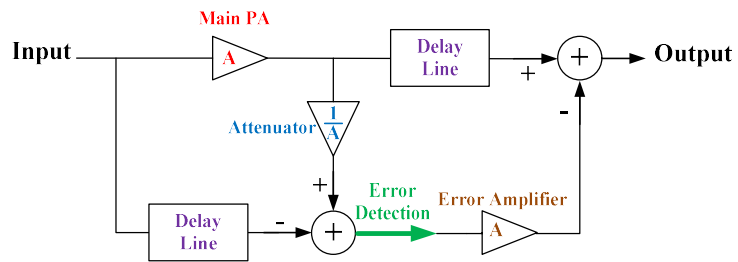 Main PA
Input
A
Delay
Line
+
+
Output
-
Attenuator
1
A
+
Error
Detection
Error Amplifier
Delay
Line
-
+
A